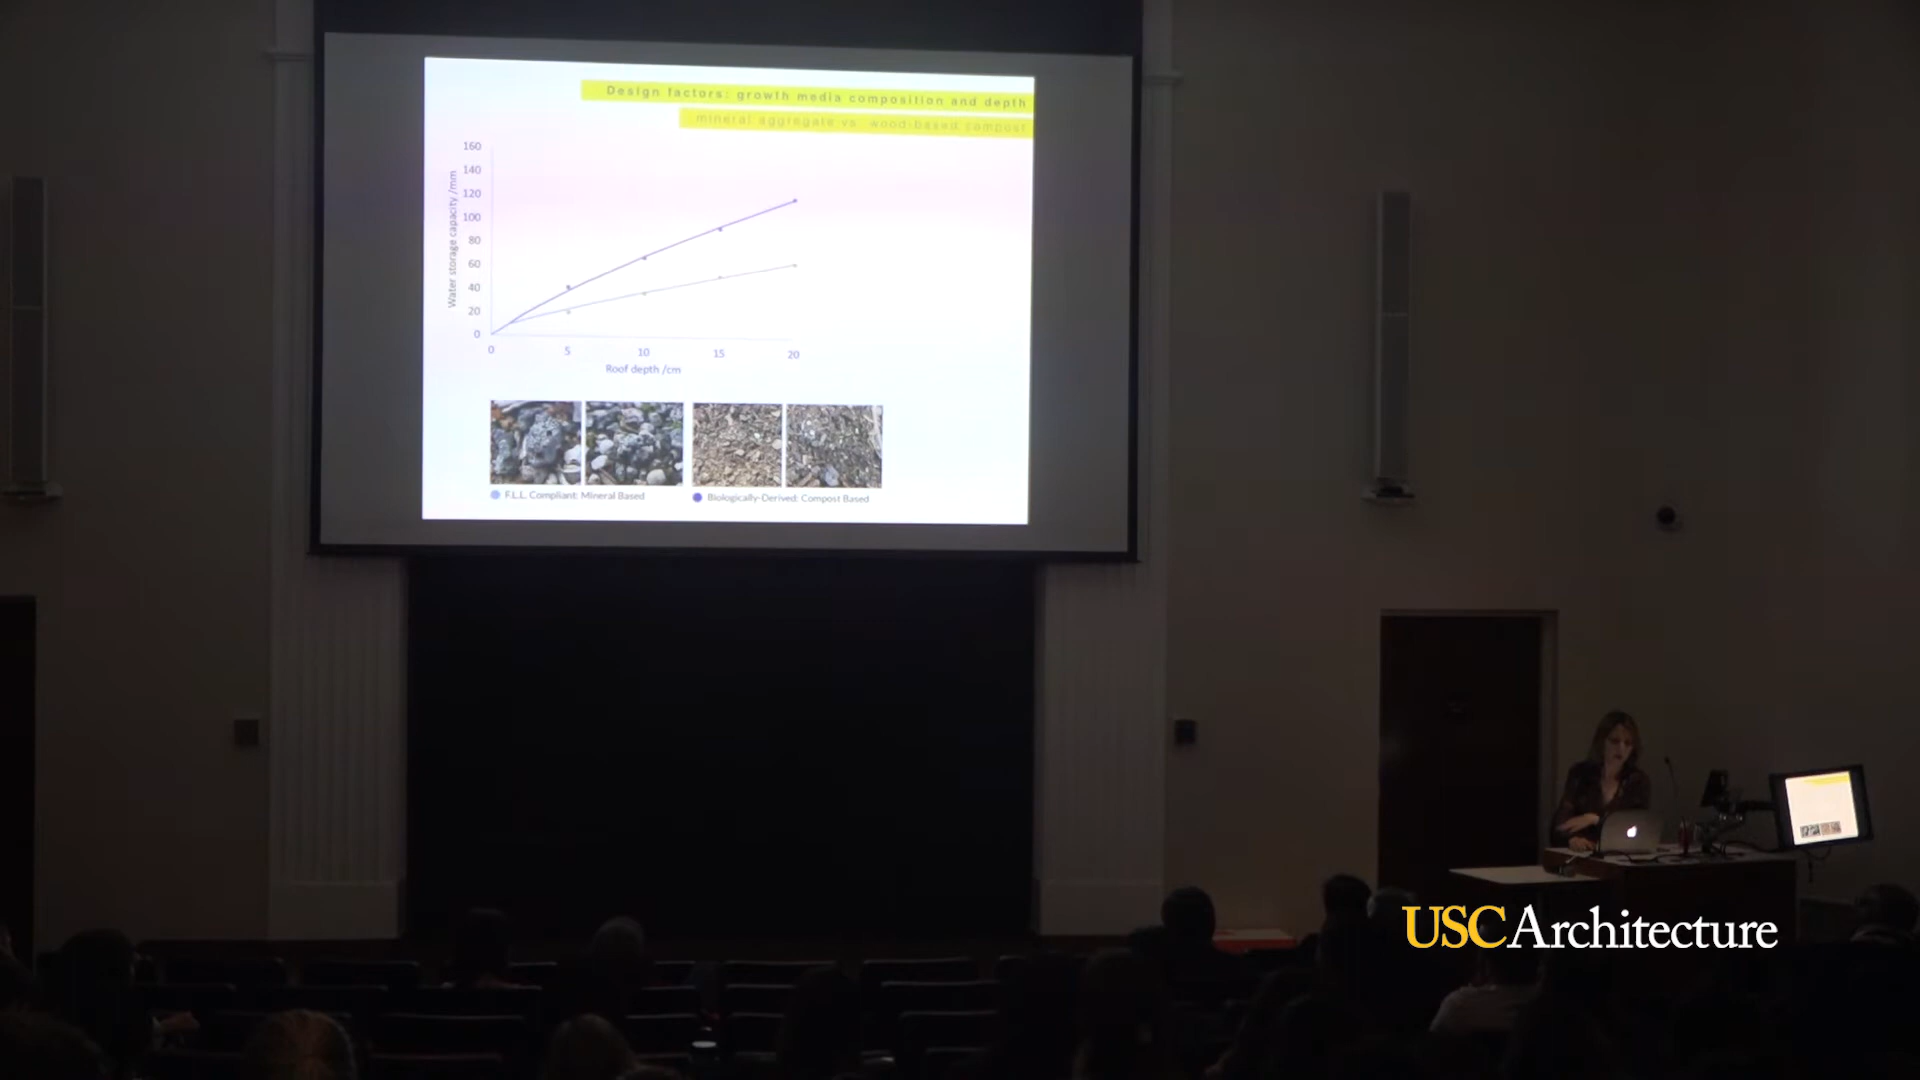 Design factors: growth media composition and depth
mineral aggregate vs. wood-based compost
160
140
120
100
80
60
40
20
0
Water storage capacity /mm
0 5 10 15 20
Roof depth /cm
F.L.L. Compliant: Mineral Based
Biologically-Derived: Compost Based
USCArchitecture